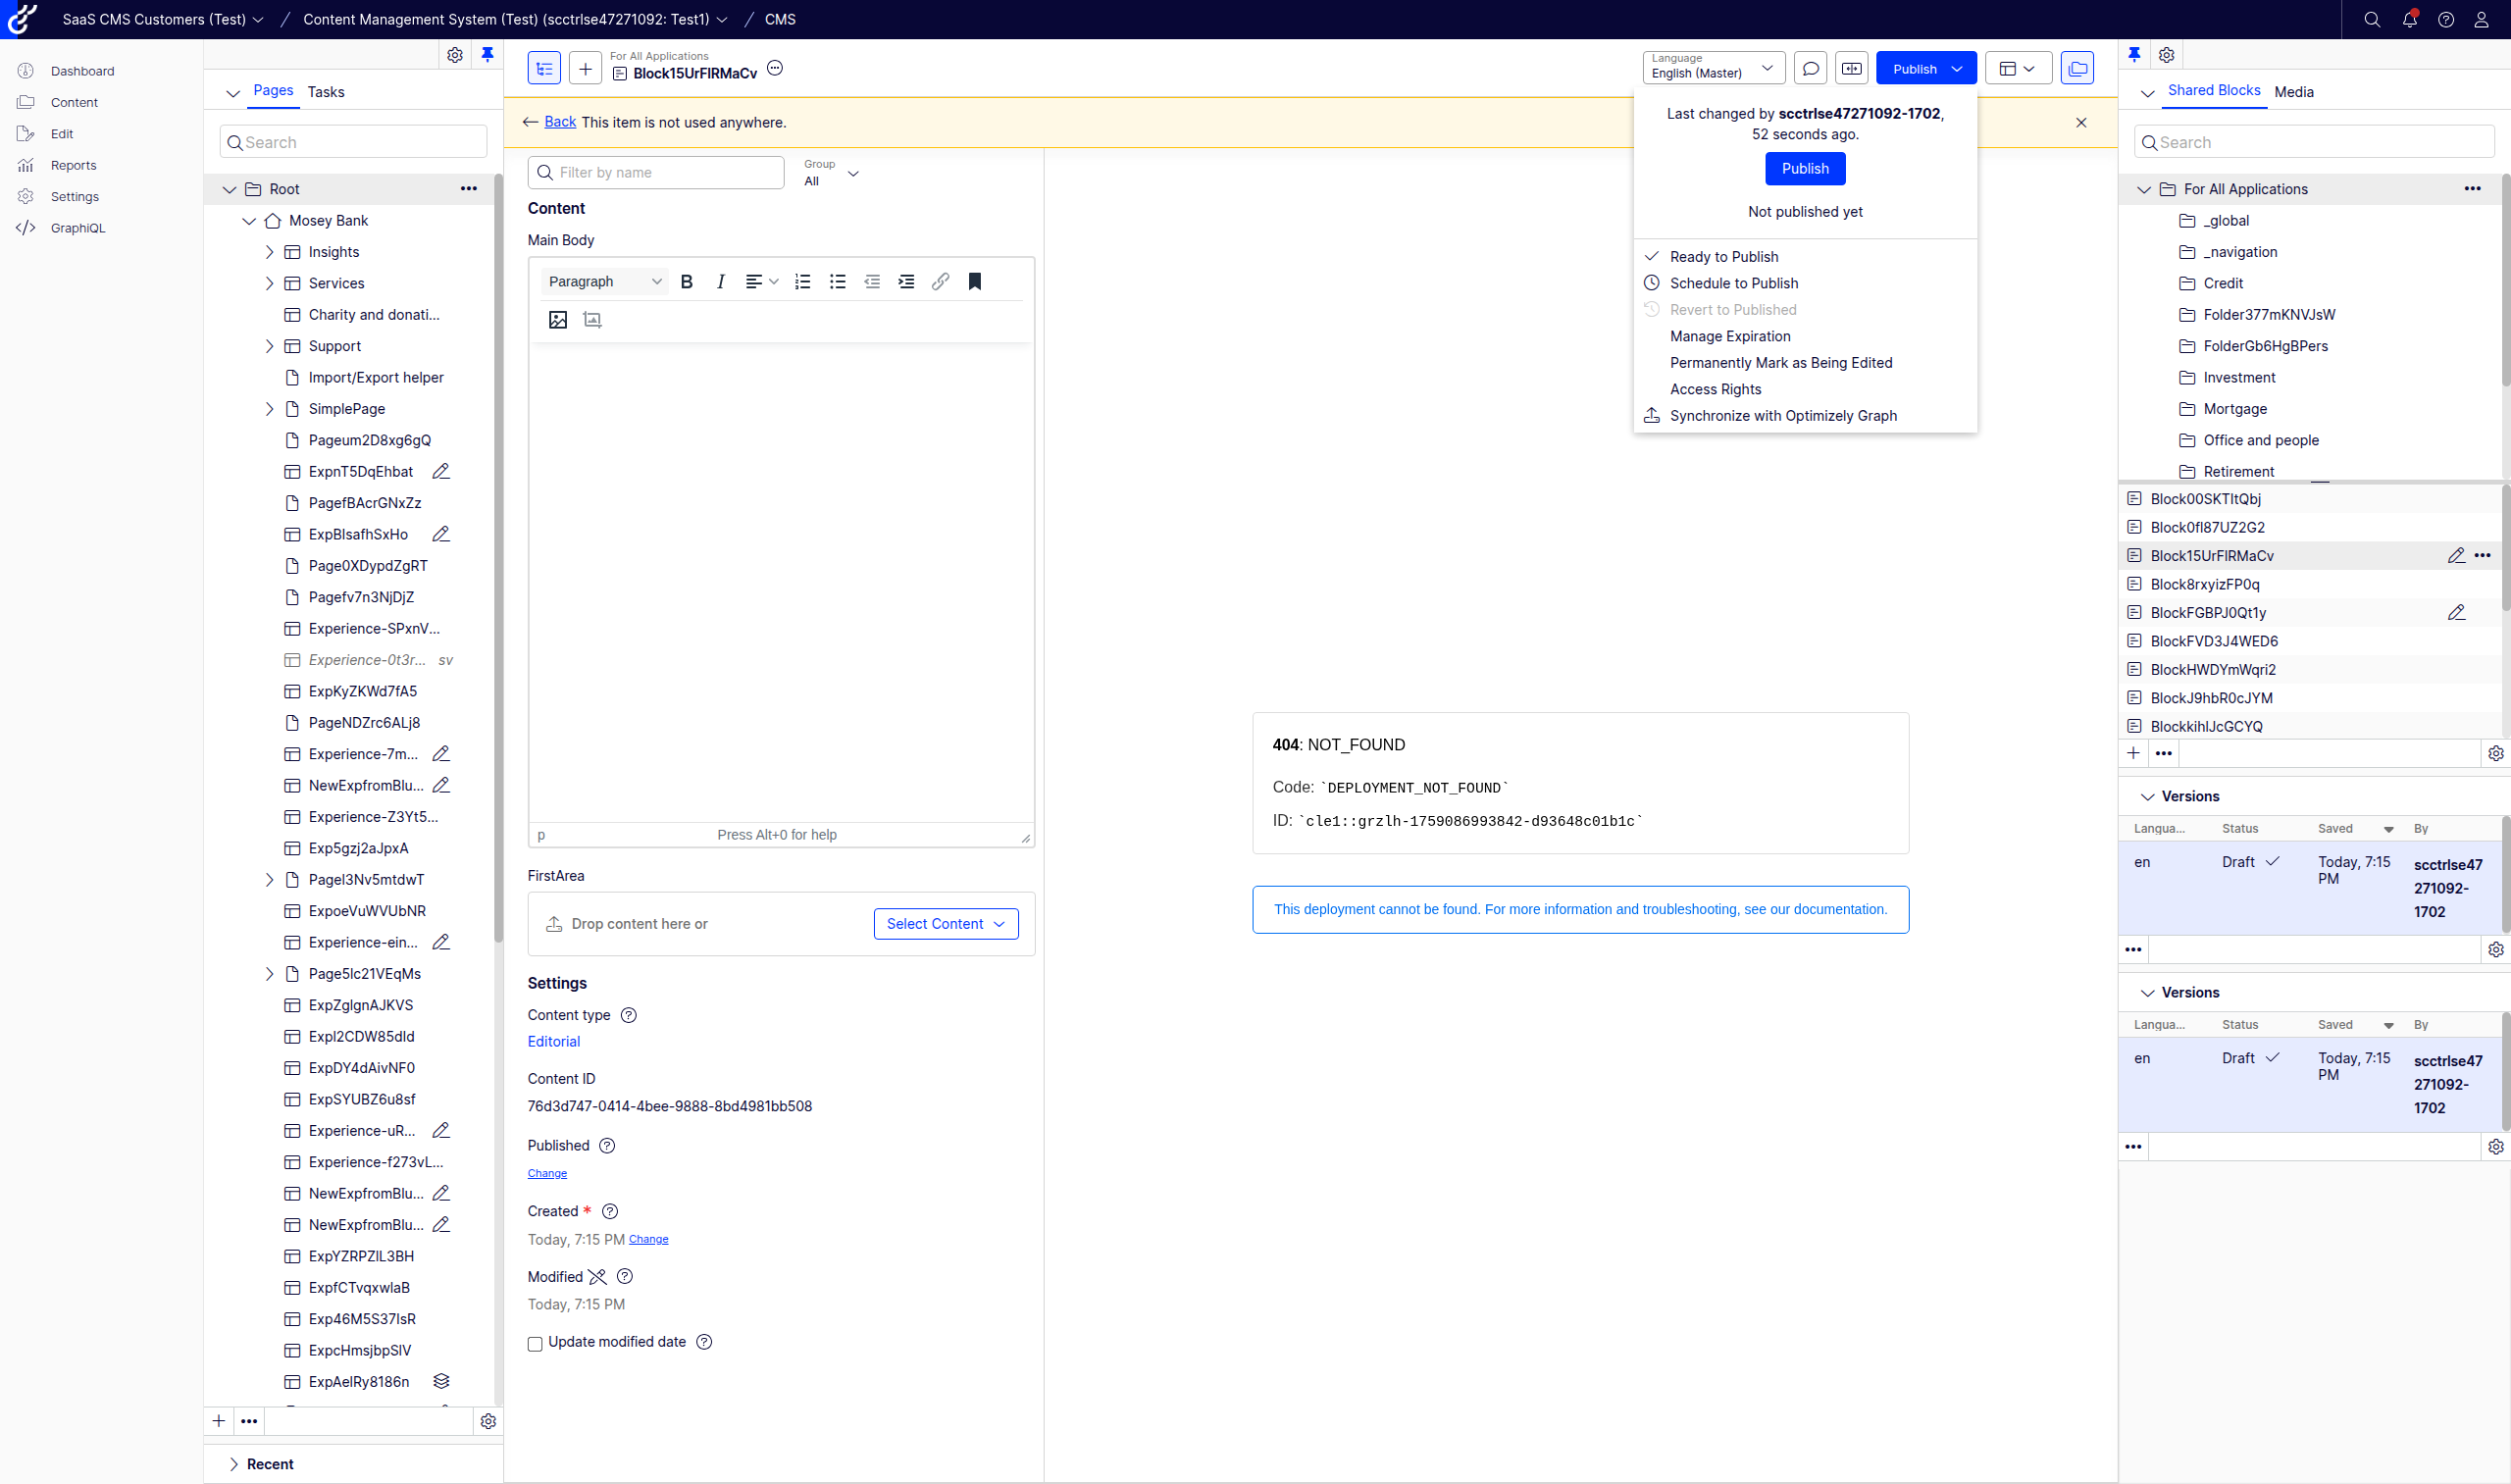 SaaS CMS Customers (Test) / Content Management System (Test) (scctrlse47271092: Test1) / CMS
Dashboard
Content
Edit
Reports
Settings
GraphiQL
Pages Tasks
Search
Root
Mosey Bank
Insights
Services
Charity and donati...
Support
Import/Export helper
SimplePage
Pageum2D8xg6gQ
ExpnT5DqEhbat
PagefBAcrGNxZz
ExpBlsafhSxHo
Page0XDypdZgRT
Pagefv7n3NjDjZ
Experience-SPxnV...
Experience-0t3r... sv
ExpKyZKWd7fA5
PageNDZrc6ALj8
Experience-7m...
NewExpfromBlu...
Experience-Z3Yt5...
Exp5gzj2aJpxA
PageI3Nv5mtdwT
ExpoeVuWVUbNR
Experience-ein...
Page5lc21VEqMs
ExpZglgnAJKVS
ExpI2CDW85dId
ExpDY4dAivNF0
ExpSYUBZ6u8sf
Experience-uR...
Experience-f273vL...
NewExpfromBlu...
NewExpfromBlu...
ExpYZRPZlL3BH
ExpfCTvqxwlaB
Exp46M5S37lsR
ExpcHmsjbpSlV
ExpAelRy8186n
Recent
For All Applications
Block15UrFlRMaCv
Language
English (Master)
Publish
Back This item is not used anywhere.
Filter by name
Group
All
Content
Main Body
Paragraph
p Press Alt+0 for help
FirstArea
Drop content here or Select Content
Settings
Content type
Editorial
Content ID
76d3d747-0414-4bee-9888-8bd4981bb508
Published
Change
Created *
Today, 7:15 PM Change
Modified
Today, 7:15 PM
Update modified date
Last changed by scctrlse47271092-1702,
52 seconds ago.
Publish
Not published yet
Ready to Publish
Schedule to Publish
Revert to Published
Manage Expiration
Permanently Mark as Being Edited
Access Rights
Synchronize with Optimizely Graph
404: NOT_FOUND
Code: `DEPLOYMENT_NOT_FOUND`
ID: `cle1::grzlh-1759086993842-d93648c01b1c`
This deployment cannot be found. For more information and troubleshooting, see our documentation.
Shared Blocks Media
Search
For All Applications
_global
_navigation
Credit
Folder377mKNVJsW
FolderGb6HgBPers
Investment
Mortgage
Office and people
Retirement
Block00SKTltQbj
Block0fl87UZ2G2
Block15UrFlRMaCv
Block8rxyizFP0q
BlockFGBPJ0Qt1y
BlockFVD3J4WED6
BlockHWDYmWqri2
BlockJ9hbR0cJYM
BlockkihlJcGCYQ
Versions
Langua... Status Saved By
en Draft Today, 7:15 PM scctrlse47271092-1702
Versions
Langua... Status Saved By
en Draft Today, 7:15 PM scctrlse47271092-1702